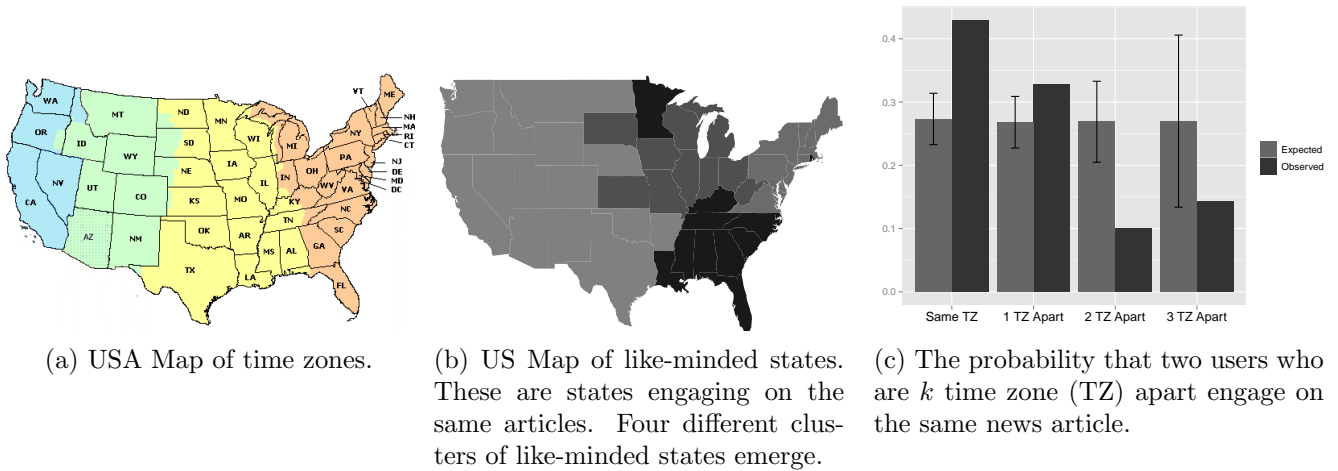 VT
ME
WA
MT
ND
MN
NH
OR
MA
ID
SD
WI
NY
RI
WY
MI
CT
IA
PA
NJ
NV
NE
IL
IN
OH
DE
UT
CO
WV
VA
MD
DC
CA
KS
MO
KY
NC
TN
AZ
NM
OK
AR
SC
MS
AL
GA
TX
LA
FL
(a) USA Map of time zones.
(b) US Map of like-minded states.
These are states engaging on the
same articles. Four different clus-
ters of like-minded states emerge.
0.4
0.3
0.2
0.1
0.0
Same TZ 1 TZ Apart 2 TZ Apart 3 TZ Apart
Expected
Observed
(c) The probability that two users who
are k time zone (TZ) apart engage on
the same news article.